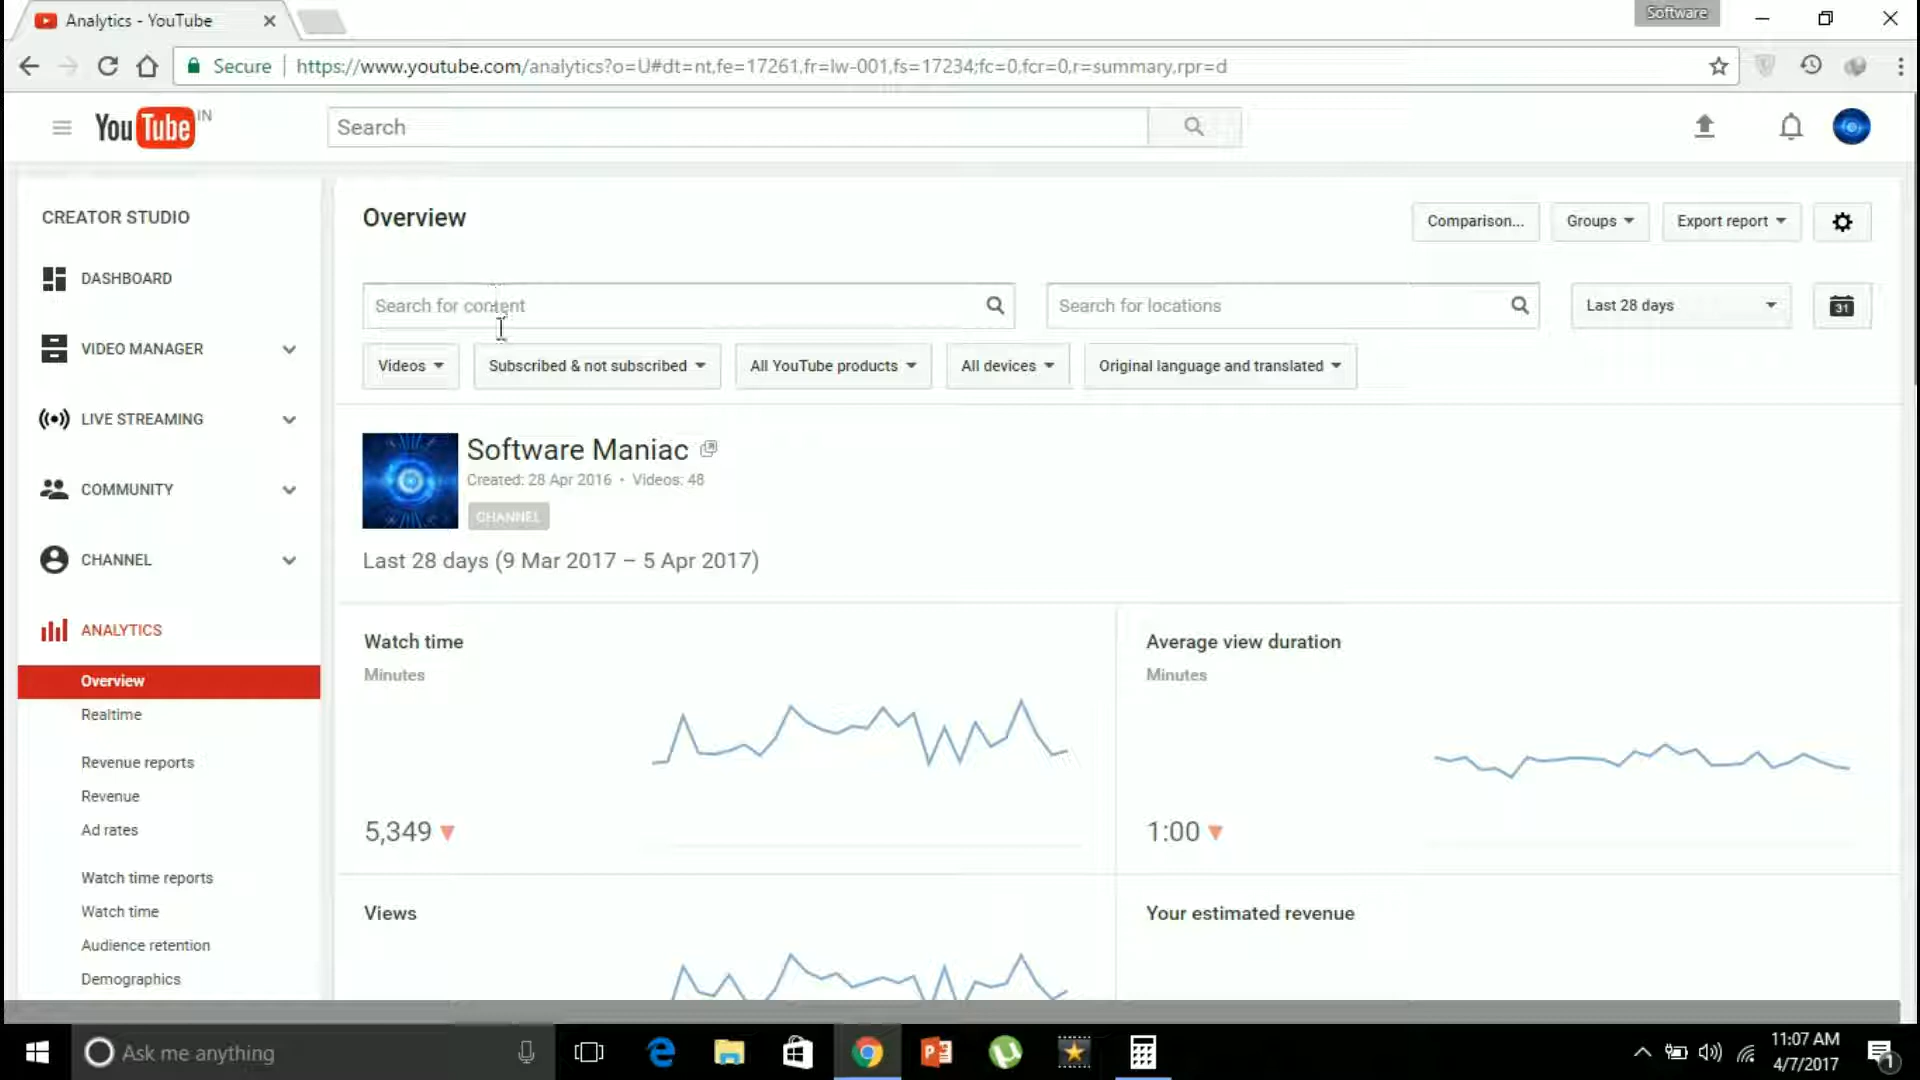 Analytics - YouTube
Software
Secure
https://www.youtube.com/analytics?o=U#dt=nt,fe=17261,fr=lw-001,fs=17234;fc=0,fcr=0,r=summary,rpr=d
YouTube IN
Search
CREATOR STUDIO
DASHBOARD
VIDEO MANAGER
LIVE STREAMING
COMMUNITY
CHANNEL
ANALYTICS
Overview
Realtime
Revenue reports
Revenue
Ad rates
Watch time reports
Watch time
Audience retention
Demographics
Overview
Comparison...
Groups
Export report
Search for content
Search for locations
Last 28 days
31
Videos
Subscribed & not subscribed
All YouTube products
All devices
Original language and translated
Software Maniac
Created: 28 Apr 2016 • Videos: 48
CHANNEL
Last 28 days (9 Mar 2017 – 5 Apr 2017)
Watch time
Minutes
5,349
Average view duration
Minutes
1:00
Views
Your estimated revenue
Ask me anything
11:07 AM
4/7/2017
1